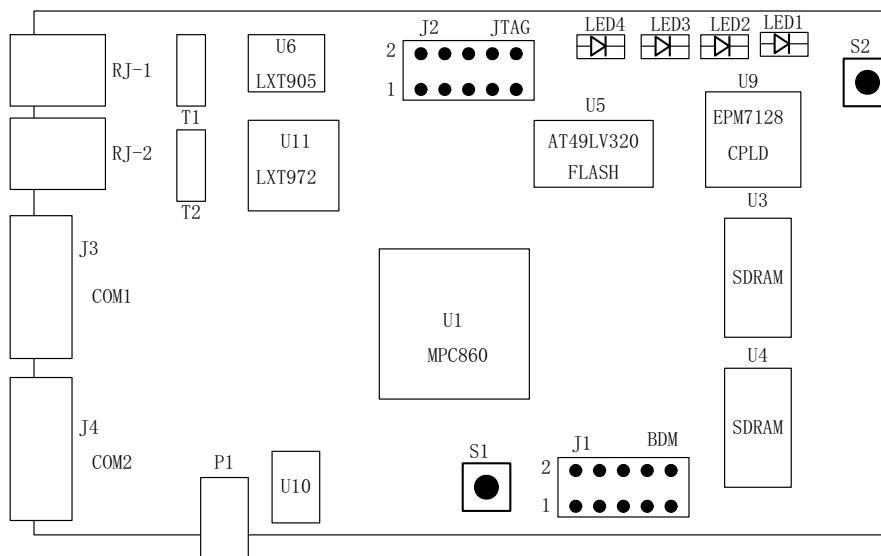 J2 JTAG
LED4
LED3
LED2
LED1
S2
U6
LXT905
RJ-1
2
1
T1
U9
EPM7128
CPLD
U5
AT49LV320
FLASH
RJ-2
U11
LXT972
T2
U3
SDRAM
J3
COM1
U1
MPC860
U4
SDRAM
J4
COM2
P1
U10
S1
J1 BDM
2
1